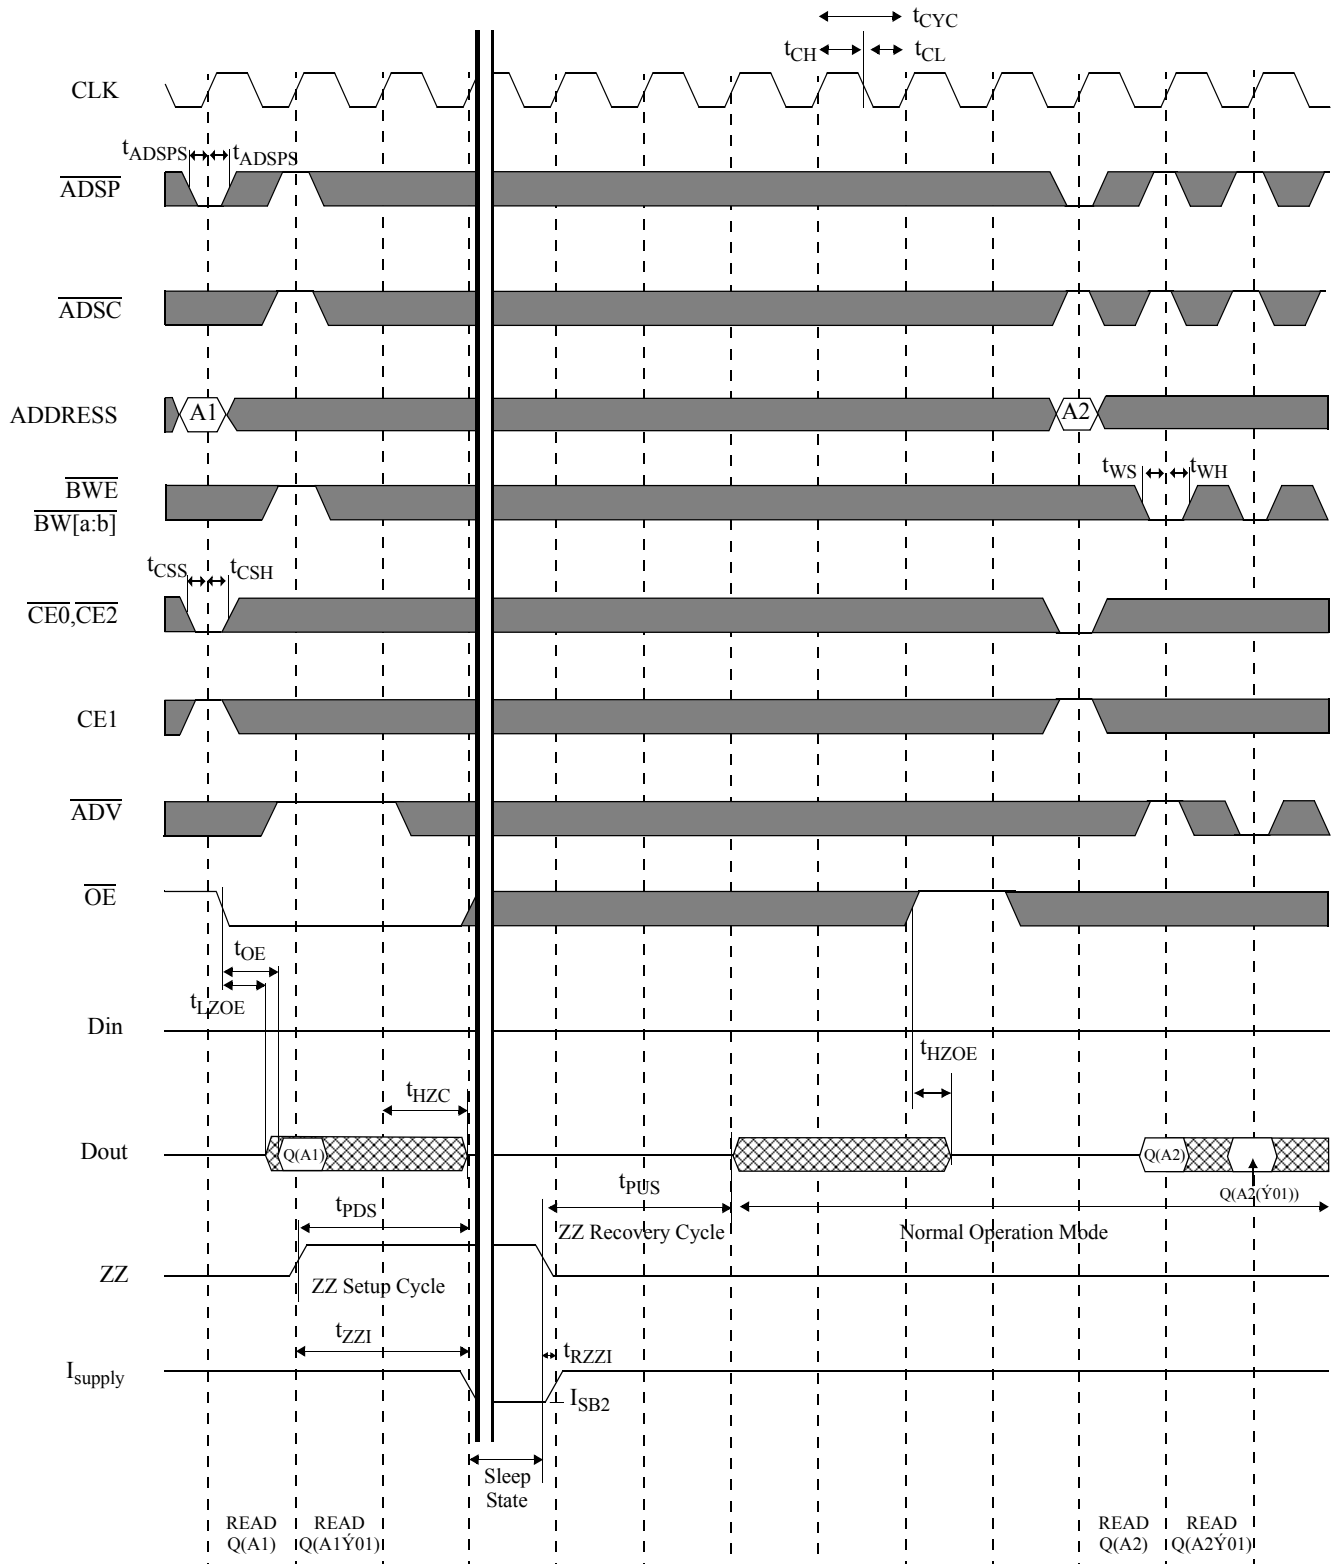 tCYC
tCH
tCL
CLK
tADSPS
tADSPS
ADSP
ADSC
ADDRESS
A1
A2
BWE
BW[a:b]
tWS
tWH
tCSS
tCSH
CE0,CE2
CE1
ADV
OE
tOE
tLZOE
Din
tHZOE
tHZC
Dout
Q(A1)
Q(A2)
Q(A2(Ý01))
tPUS
tPDS
ZZ Recovery Cycle
Normal Operation Mode
ZZ
ZZ Setup Cycle
tZZI
tRZZI
Isupply
ISB2
Sleep
State
READ
Q(A1)
READ
Q(A1Ý01)
READ
Q(A2)
READ
Q(A2Ý01)